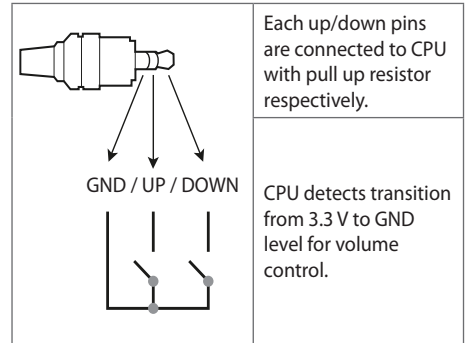 Each up/down pins
are connected to CPU
with pull up resistor
respectively.
GND / UP / DOWN
CPU detects transition
from 3.3 V to GND
level for volume
control.